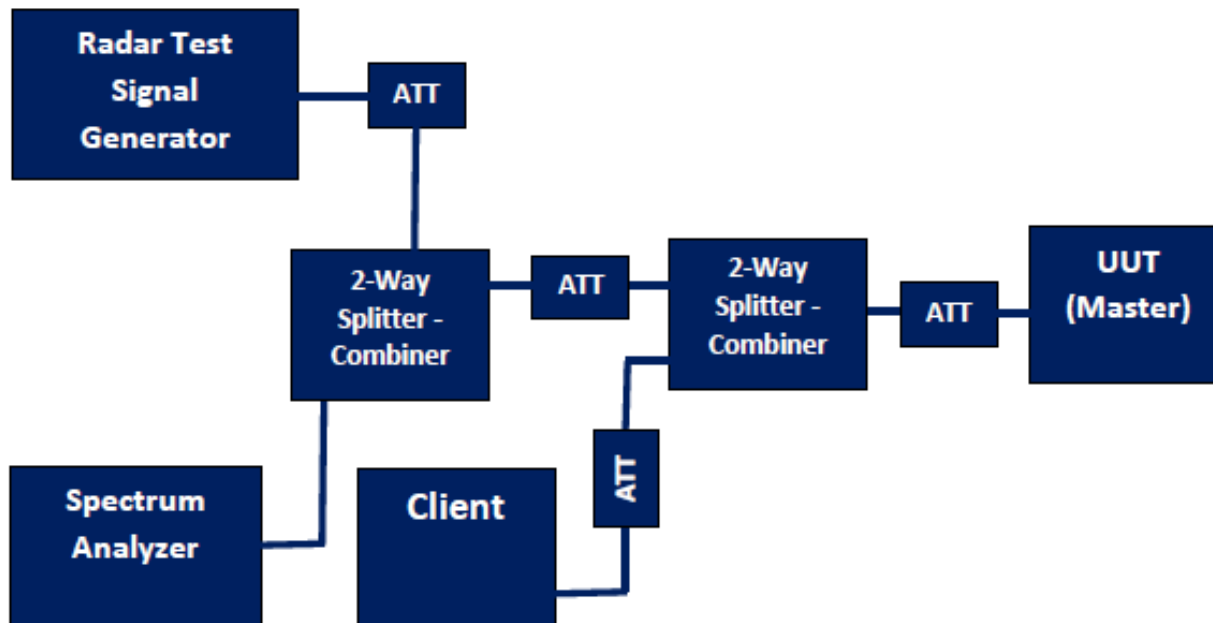 Radar Test
Signal
Generator
ATT
2-Way
Splitter -
Combiner
ATT
2-Way
Splitter -
Combiner
ATT
UUT
(Master)
ATT
Spectrum
Analyzer
Client